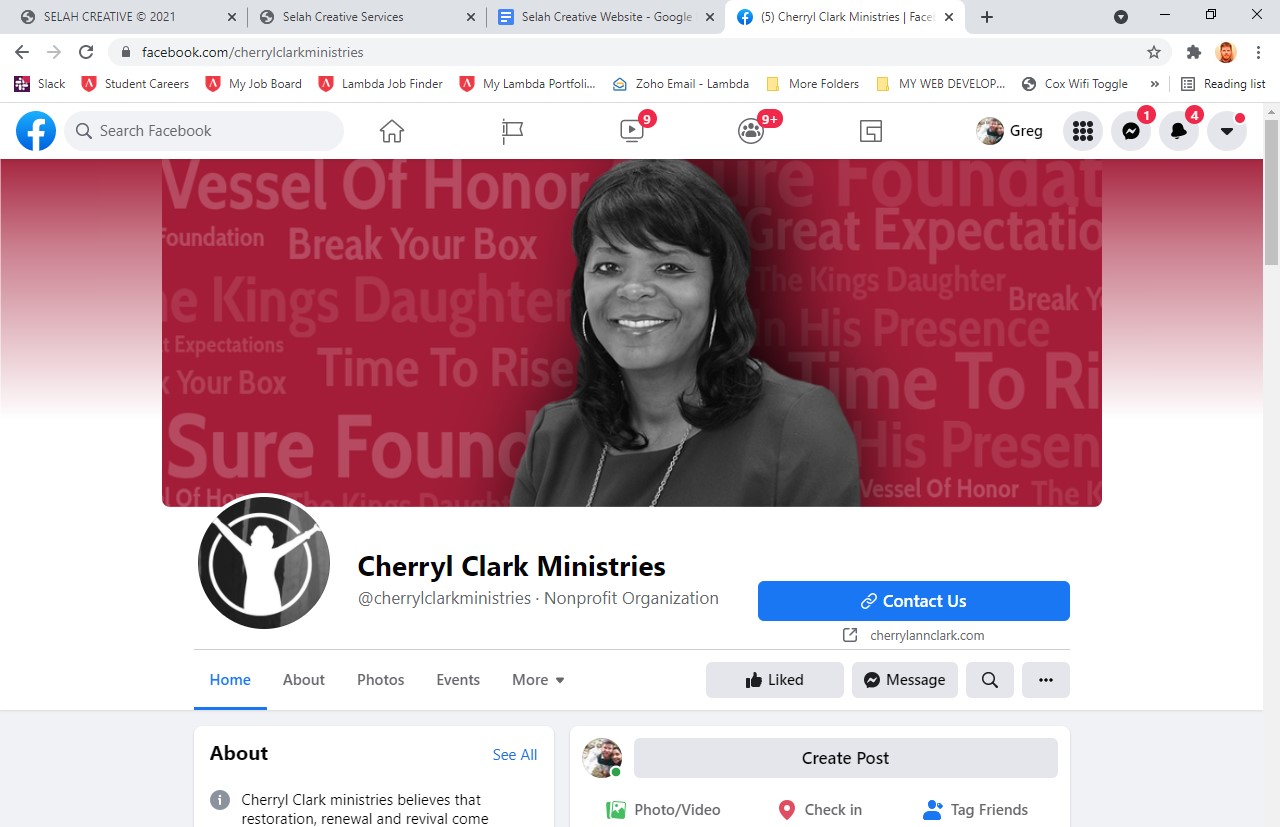 SELAH CREATIVE © 2021
Selah Creative Services
Selah Creative Website - Google
(5) Cherryl Clark Ministries | Face
facebook.com/cherrylclarkministries
Slack
Student Careers
My Job Board
Lambda Job Finder
My Lambda Portfoli...
Zoho Email - Lambda
More Folders
MY WEB DEVELOP...
Cox Wifi Toggle
»
Reading list
Search Facebook
9
9+
Greg
1
4
Vessel Of Honor
ure Foundat
Foundation
Break Your Box
Great Expectatio
he Kings Daughter
The Kings Daughter
Break Y
t Expectations
In His Presence
k Your Box
Time To Rise
Time To Ri
Sure Found
His Presen
l Of Honor
The Kings Daughter
Vessel Of Honor
The K
Cherryl Clark Ministries
@cherrylclarkministries · Nonprofit Organization
Contact Us
cherrylannclark.com
Home
About
Photos
Events
More
Liked
Message
About
See All
Create Post
Cherryl Clark ministries believes that
restoration, renewal and revival come
Photo/Video
Check in
Tag Friends